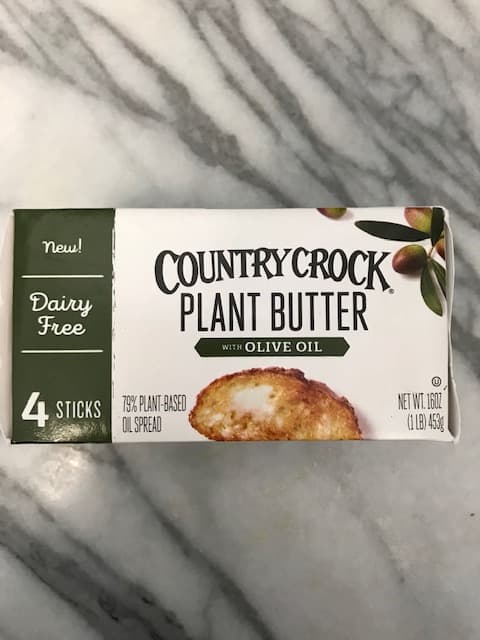 New!
Dairy
Free
4 STICKS
COUNTRY CROCK®
PLANT BUTTER
WITH OLIVE OIL
79% PLANT-BASED
OIL SPREAD
U
NET WT. 16OZ
(1 LB) 453g